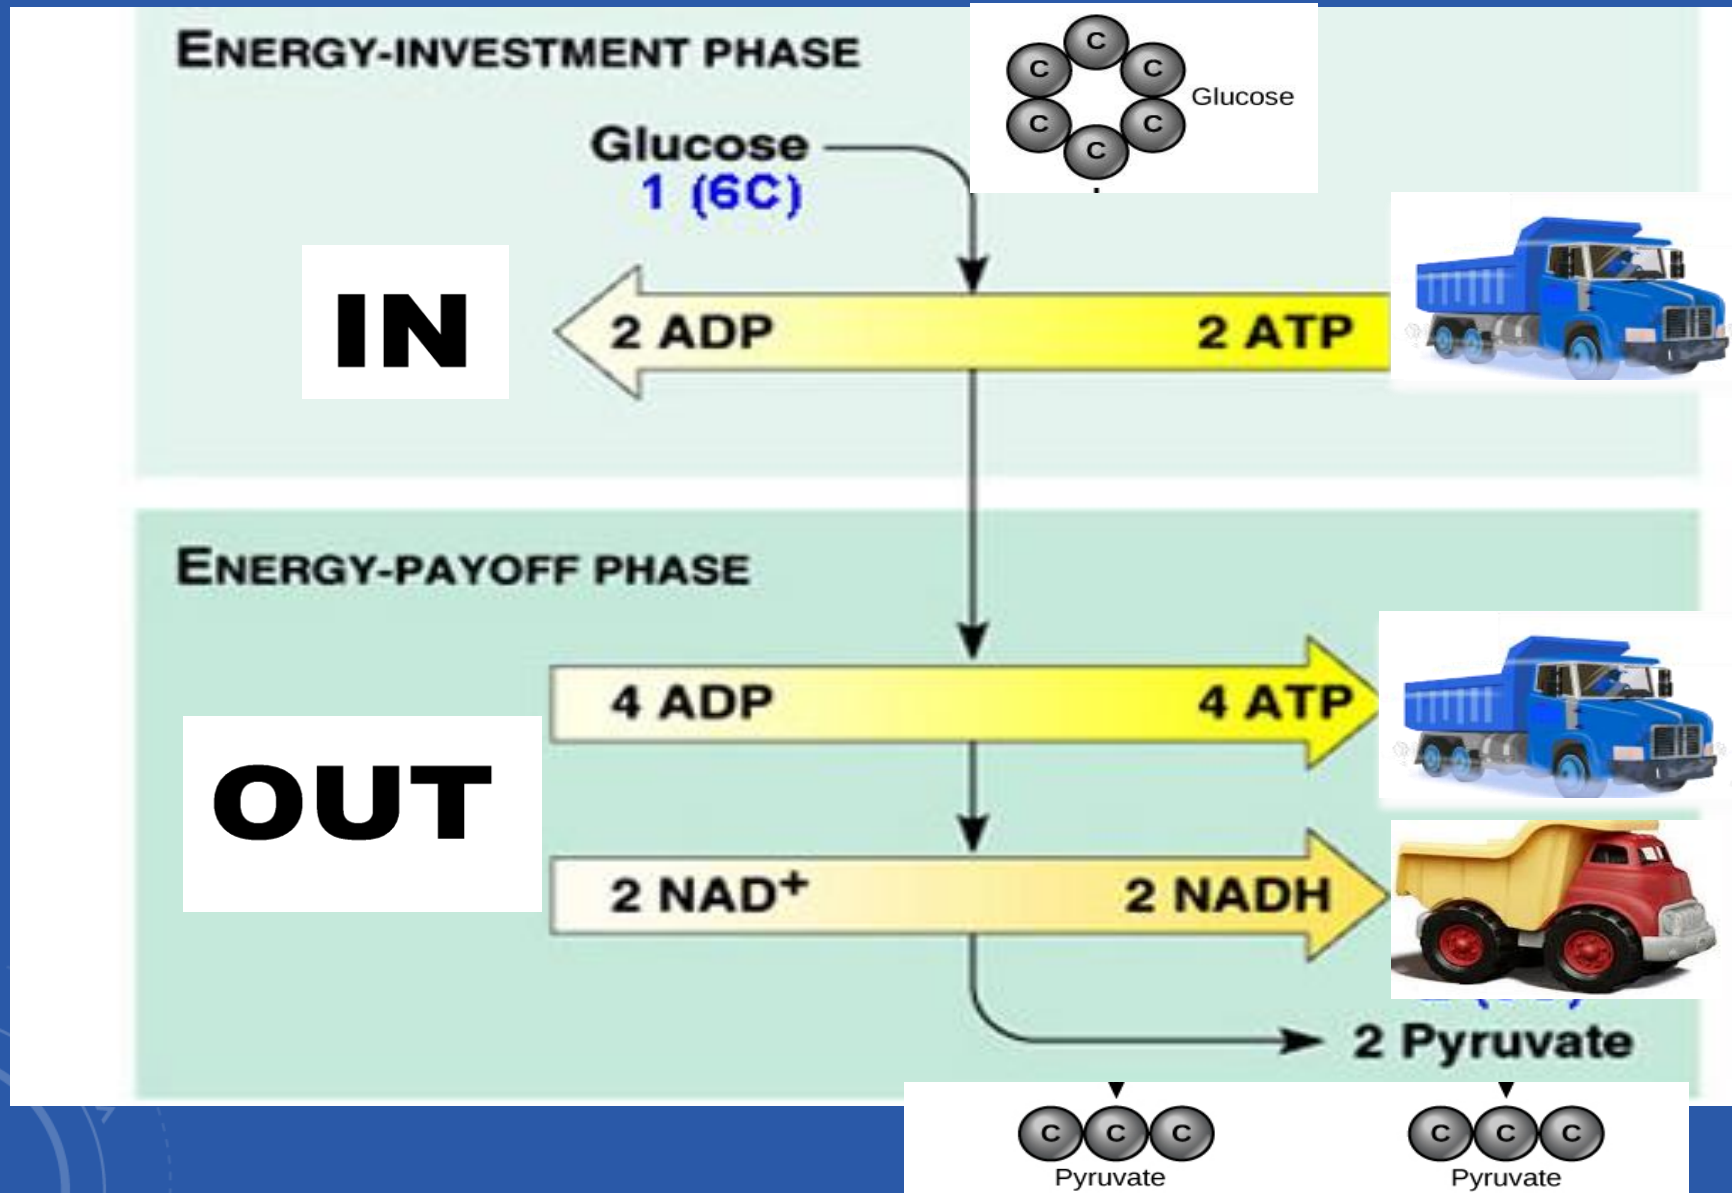 ENERGY-INVESTMENT PHASE
C
C
C
C
C
C
Glucose
Glucose
1 (6C)
IN
2 ADP
2 ATP
ENERGY-PAYOFF PHASE
4 ADP
4 ATP
OUT
2 NAD+
2 NADH
2 Pyruvate
C C C
C C C
Pyruvate
Pyruvate